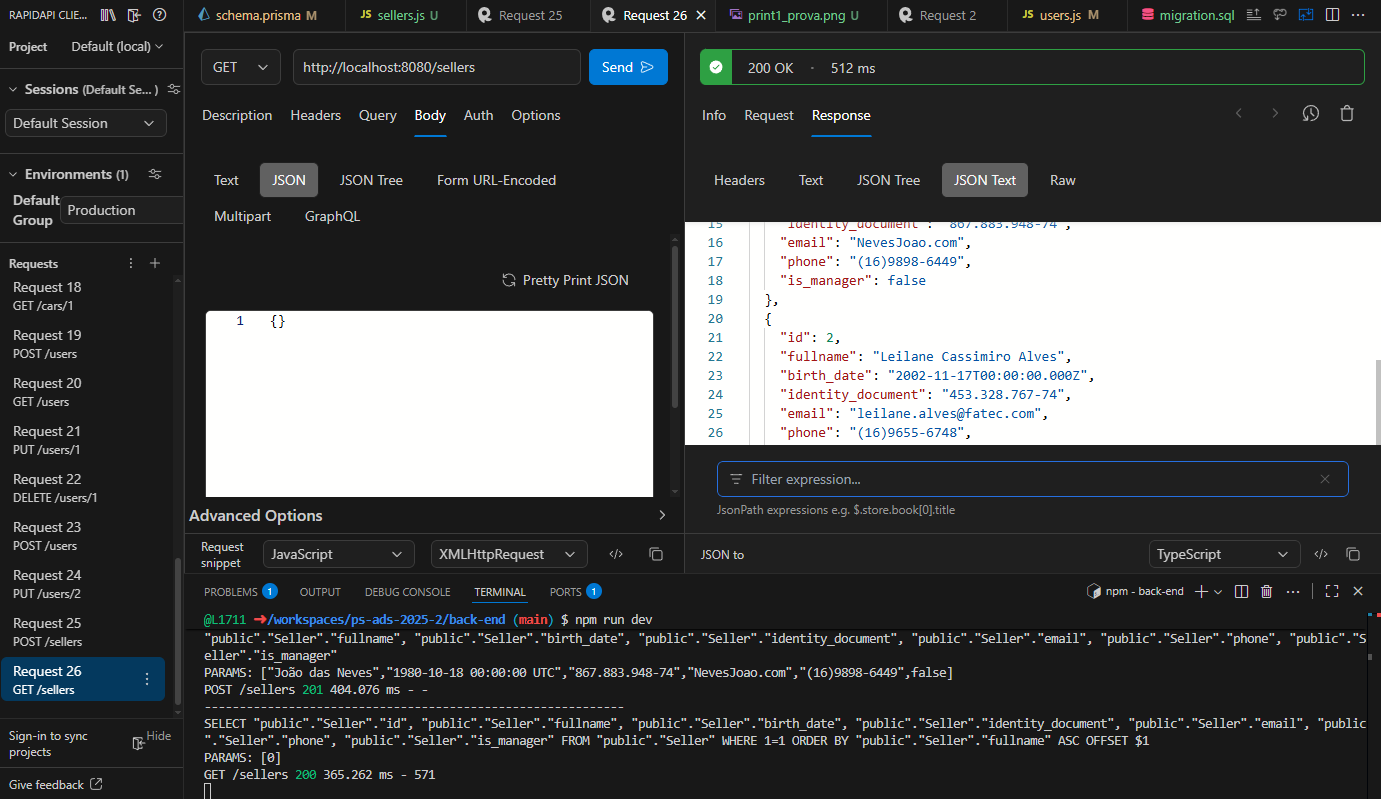 RAPIDAPI CLIE...
schema.prisma M
JS sellers.js U
Request 25
Request 26
print1_prova.png U
Request 2
JS users.js M
migration.sql
Project
Default (local)
Sessions (Default Se... )
Default Session
Environments (1)
Default Group
Production
Requests
Request 18
GET /cars/1
Request 19
POST /users
Request 20
GET /users
Request 21
PUT /users/1
Request 22
DELETE /users/1
Request 23
POST /users
Request 24
PUT /users/2
Request 25
POST /sellers
Request 26
GET /sellers
Sign-in to sync projects
Hide
Give feedback
GET
http://localhost:8080/sellers
Send
Description
Headers
Query
Body
Auth
Options
Text
JSON
JSON Tree
Form URL-Encoded
Multipart
GraphQL
Pretty Print JSON
1 {}
Advanced Options
Request snippet
JavaScript
XMLHttpRequest
200 OK · 512 ms
Info
Request
Response
Headers
Text
JSON Tree
JSON Text
Raw
15 "identity_document": "867.883.948-74",
16 "email": "NevesJoao.com",
17 "phone": "(16)9898-6449",
18 "is_manager": false
19 },
20 {
21 "id": 2,
22 "fullname": "Leilane Cassimiro Alves",
23 "birth_date": "2002-11-17T00:00:00.000Z",
24 "identity_document": "453.328.767-74",
25 "email": "leilane.alves@fatec.com",
26 "phone": "(16)9655-6748",
Filter expression...
JsonPath expressions e.g. $.store.book[0].title
JSON to
TypeScript
PROBLEMS 1
OUTPUT
DEBUG CONSOLE
TERMINAL
PORTS 1
npm - back-end
@L1711 ➜/workspaces/ps-ads-2025-2/back-end (main) $ npm run dev
"public"."Seller"."fullname", "public"."Seller"."birth_date", "public"."Seller"."identity_document", "public"."Seller"."email", "public"."Seller"."phone", "public"."S
eller"."is_manager"
PARAMS: ["João das Neves","1980-10-18 00:00:00 UTC","867.883.948-74","NevesJoao.com","(16)9898-6449",false]
POST /sellers 201 404.076 ms - -
------------------------------------------------------------
SELECT "public"."Seller"."id", "public"."Seller"."fullname", "public"."Seller"."birth_date", "public"."Seller"."identity_document", "public"."Seller"."email", "public
"."Seller"."phone", "public"."Seller"."is_manager" FROM "public"."Seller" WHERE 1=1 ORDER BY "public"."Seller"."fullname" ASC OFFSET $1
PARAMS: [0]
GET /sellers 200 365.262 ms - 571